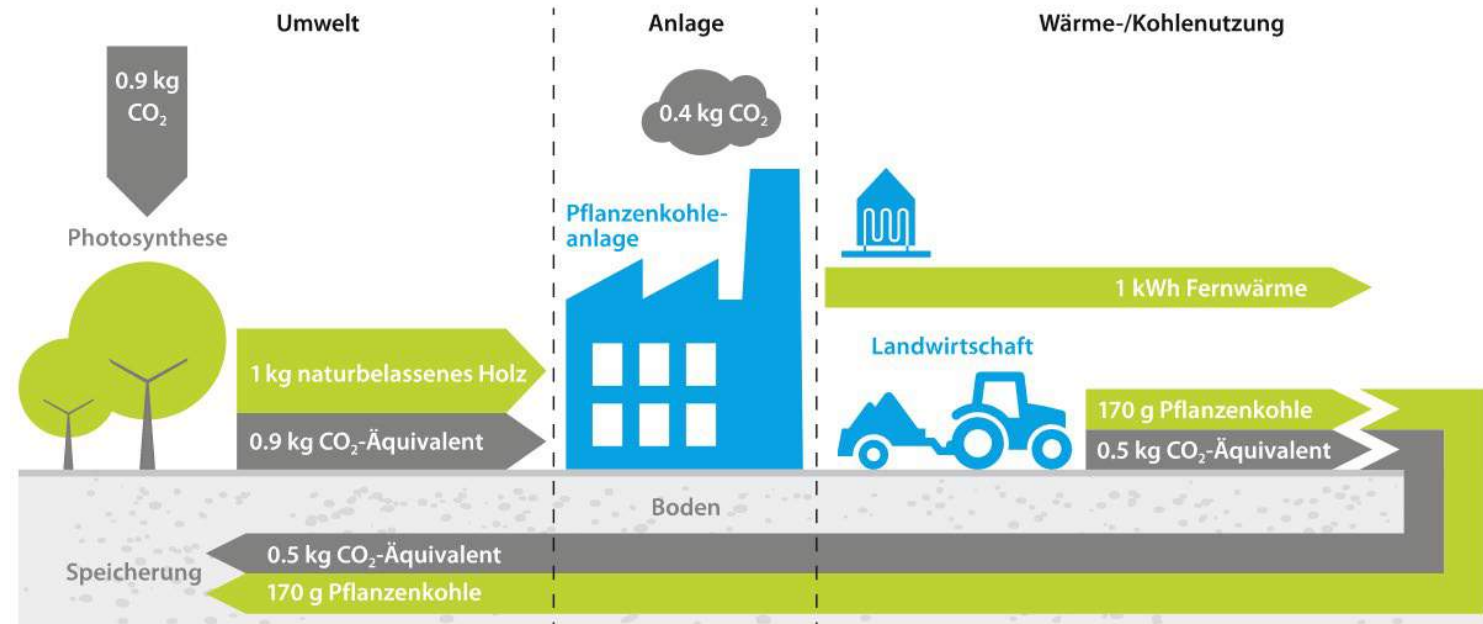 Umwelt
Anlage
Wärme-/Kohlenutzung
0.9 kg
CO₂
Photosynthese
1 kg naturbelassenes Holz
0.9 kg CO₂-Äquivalent
0.4 kg CO₂
Pflanzenkohle-
anlage
1 kWh Fernwärme
Landwirtschaft
170 g Pflanzenkohle
0.5 kg CO₂-Äquivalent
Boden
Speicherung
0.5 kg CO₂-Äquivalent
170 g Pflanzenkohle